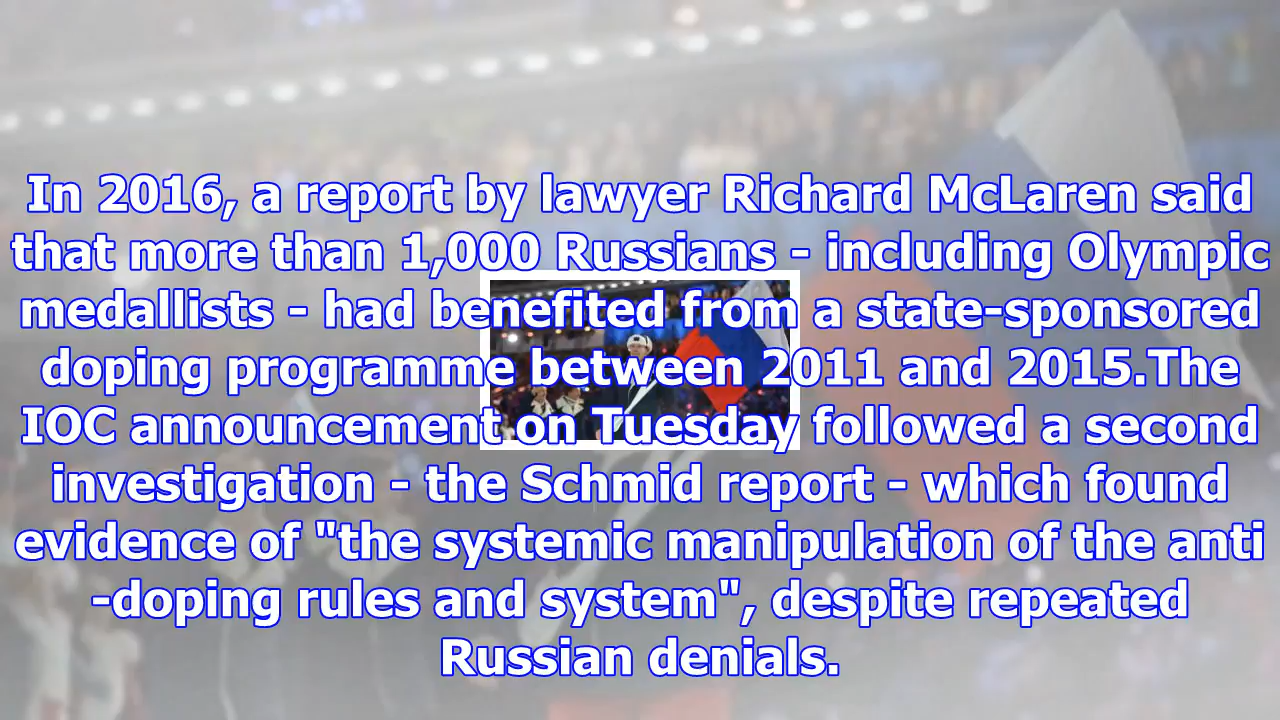 In 2016, a report by lawyer Richard McLaren said
that more than 1,000 Russians - including Olympic
medallists - had benefited from a state-sponsored
doping programme between 2011 and 2015.The
IOC announcement on Tuesday followed a second
investigation - the Schmid report - which found
evidence of "the systemic manipulation of the anti
-doping rules and system", despite repeated
Russian denials.